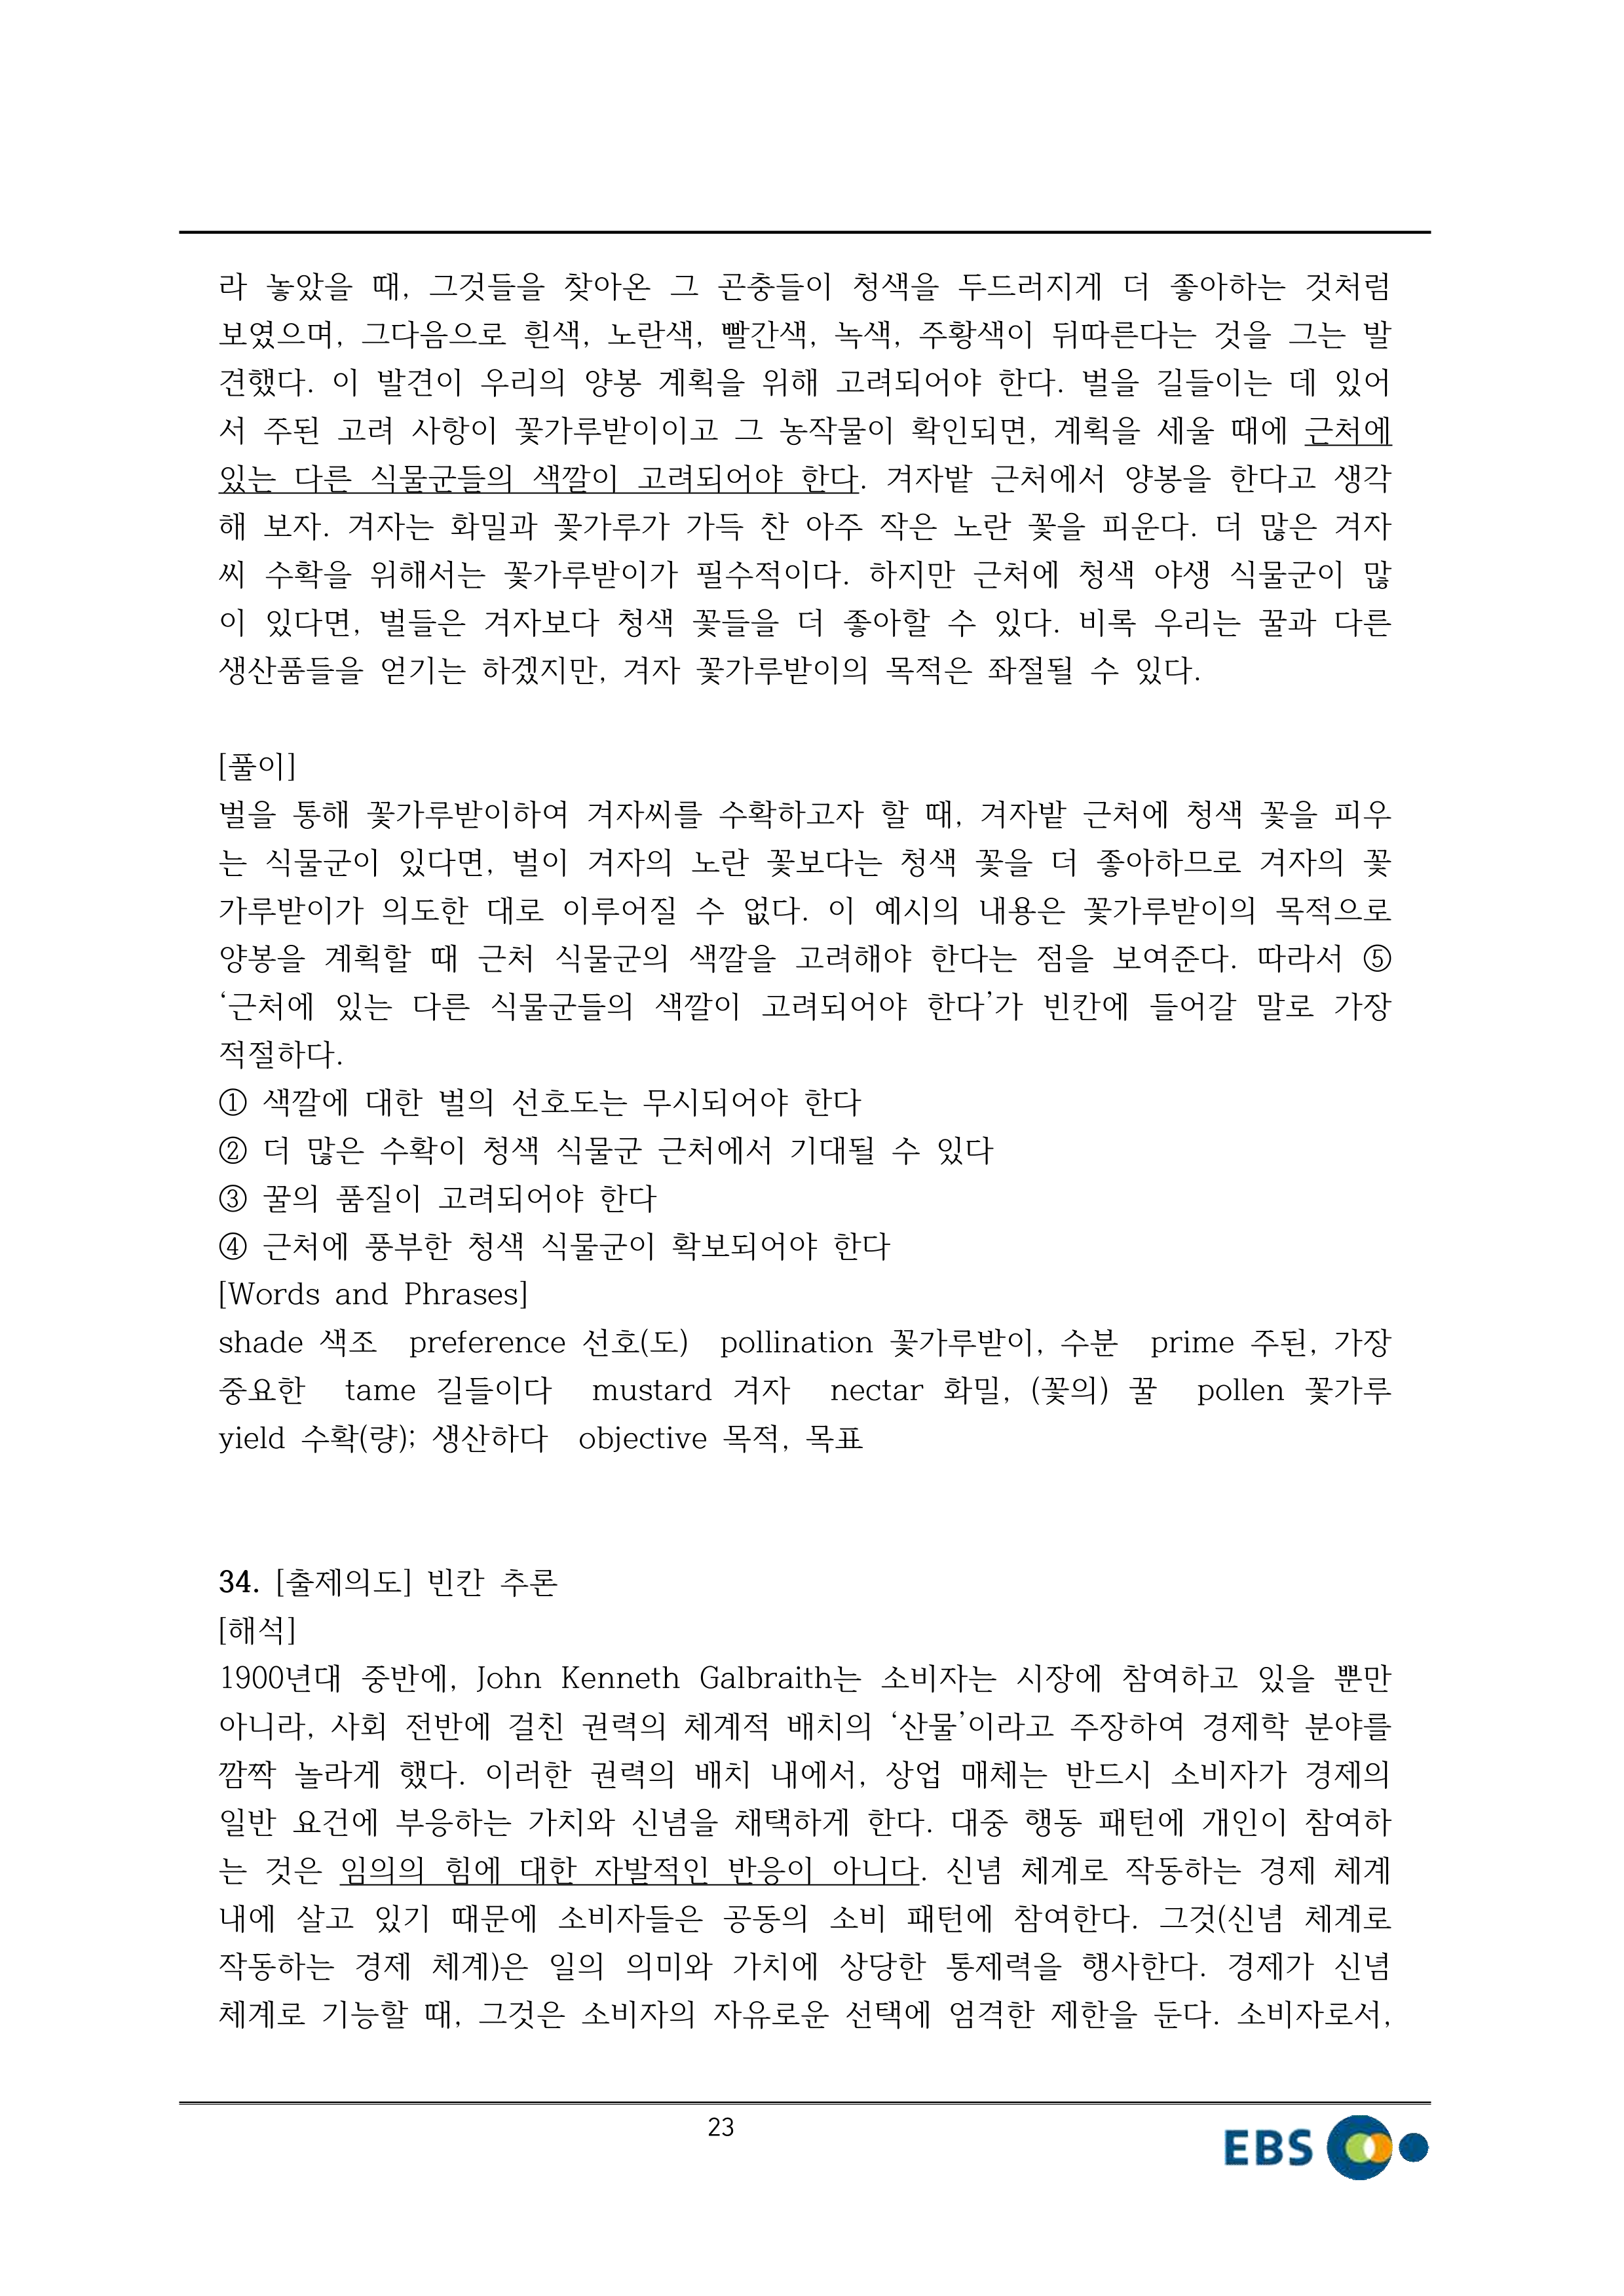 라 놓았을 때, 그것들을 찾아온 그 곤충들이 청색을 두드러지게 더 좋아하는 것처럼
보였으며, 그다음으로 흰색, 노란색, 빨간색, 녹색, 주황색이 뒤따른다는 것을 그는 발
견했다. 이 발견이 우리의 양봉 계획을 위해 고려되어야 한다. 벌을 길들이는 데 있어
서 주된 고려 사항이 꽃가루받이이고 그 농작물이 확인되면, 계획을 세울 때에 근처에
있는 다른 식물군들의 색깔이 고려되어야 한다. 겨자밭 근처에서 양봉을 한다고 생각
해 보자. 겨자는 화밀과 꽃가루가 가득 찬 아주 작은 노란 꽃을 피운다. 더 많은 겨자
씨 수확을 위해서는 꽃가루받이가 필수적이다. 하지만 근처에 청색 야생 식물군이 많
이 있다면, 벌들은 겨자보다 청색 꽃들을 더 좋아할 수 있다. 비록 우리는 꿀과 다른
생산품들을 얻기는 하겠지만, 겨자 꽃가루받이의 목적은 좌절될 수 있다.
[풀이]
벌을 통해 꽃가루받이하여 겨자씨를 수확하고자 할 때, 겨자밭 근처에 청색 꽃을 피우
는 식물군이 있다면, 벌이 겨자의 노란 꽃보다는 청색 꽃을 더 좋아하므로 겨자의 꽃
가루받이가 의도한 대로 이루어질 수 없다. 이 예시의 내용은 꽃가루받이의 목적으로
양봉을 계획할 때 근처 식물군의 색깔을 고려해야 한다는 점을 보여준다. 따라서 ⑤
‘근처에 있는 다른 식물군들의 색깔이 고려되어야 한다’가 빈칸에 들어갈 말로 가장
적절하다.
① 색깔에 대한 벌의 선호도는 무시되어야 한다
② 더 많은 수확이 청색 식물군 근처에서 기대될 수 있다
③ 꿀의 품질이 고려되어야 한다
④ 근처에 풍부한 청색 식물군이 확보되어야 한다
[Words and Phrases]
shade 색조 preference 선호(도) pollination 꽃가루받이, 수분 prime 주된, 가장
중요한 tame 길들이다 mustard 겨자 nectar 화밀, (꽃의) 꿀 pollen 꽃가루
yield 수확(량); 생산하다 objective 목적, 목표
34. [출제의도] 빈칸 추론
[해석]
1900년대 중반에, John Kenneth Galbraith는 소비자는 시장에 참여하고 있을 뿐만
아니라, 사회 전반에 걸친 권력의 체계적 배치의 ‘산물’이라고 주장하여 경제학 분야를
깜짝 놀라게 했다. 이러한 권력의 배치 내에서, 상업 매체는 반드시 소비자가 경제의
일반 요건에 부응하는 가치와 신념을 채택하게 한다. 대중 행동 패턴에 개인이 참여하
는 것은 임의의 힘에 대한 자발적인 반응이 아니다. 신념 체계로 작동하는 경제 체계
내에 살고 있기 때문에 소비자들은 공동의 소비 패턴에 참여한다. 그것(신념 체계로
작동하는 경제 체계)은 일의 의미와 가치에 상당한 통제력을 행사한다. 경제가 신념
체계로 기능할 때, 그것은 소비자의 자유로운 선택에 엄격한 제한을 둔다. 소비자로서,
23
EBS